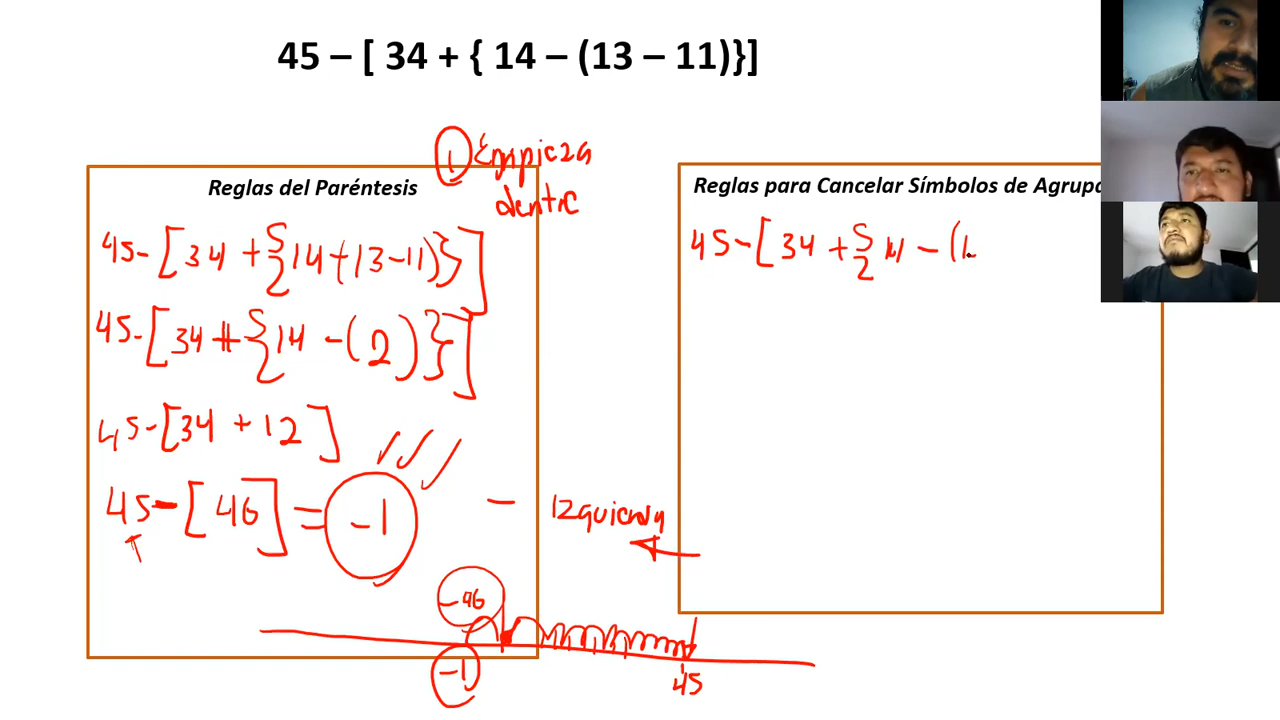 45 – [ 34 + { 14 – (13 – 11)}]
1 Empieza
dentro
Reglas del Paréntesis
45-[34 +{14+(13-11)}]
45-[34+{14 -(2)}]
45-[34 +12]
45-[46] = -1
- Izquierda
-46
-1
45
Reglas para Cancelar Símbolos de Agrupa
45-[34 +{14 -(1